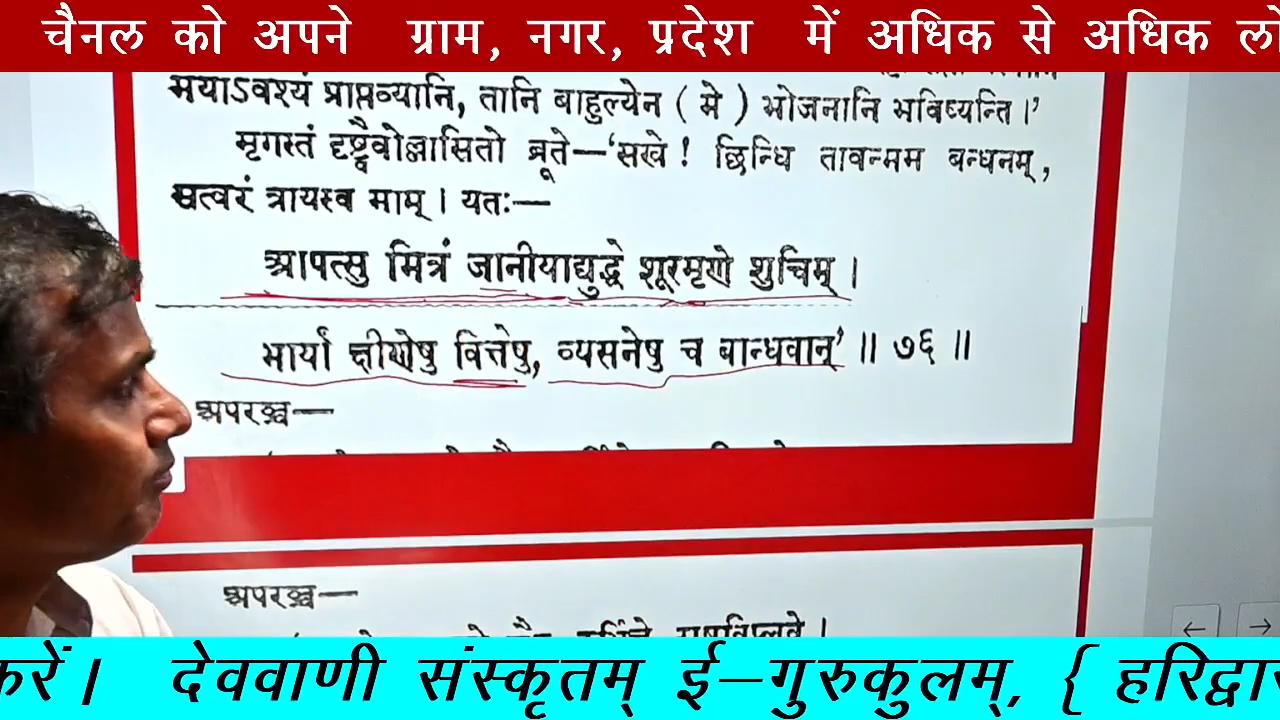 चैनल को अपने ग्राम, नगर, प्रदेश में अधिक से अधिक लो
मयाऽवश्यं प्राप्तव्यानि, तानि बाहुल्येन ( मे ) भोजनानि भविष्यन्ति ।’
मृगस्तं दृष्ट्वैवोल्लासितो ब्रूते—‘सखे ! छिन्धि तावन्मम बन्धनम्,
सत्वरं त्रायस्व माम् । यतः—
आपत्सु मित्रं जानीयाद्युद्धे शूरमृणे शुचिम् ।
भार्यां क्षीणेषु वित्तेषु, व्यसनेषु च बान्धवान्’ ॥ ७६ ॥
अपरञ्च—
अपरञ्च—
करें। देववाणी संस्कृतम् ई-गुरुकुलम्, { हरिद्वार